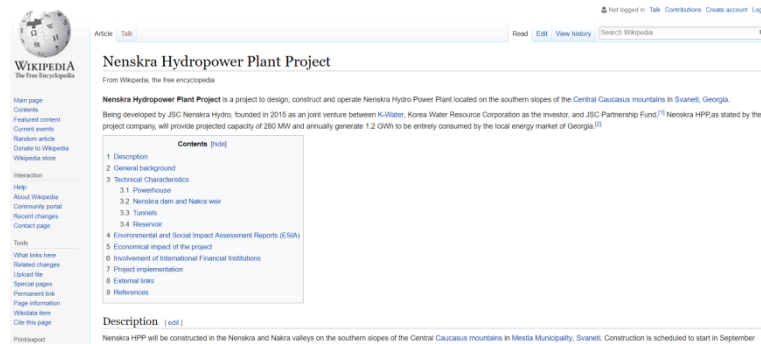 Not logged in Talk Contributions Create account Log
Article Talk
Read Edit View history Search Wikipedia
WIKIPEDIA
The Free Encyclopedia
Main page
Contents
Featured content
Current events
Random article
Donate to Wikipedia
Wikipedia store
Interaction
Help
About Wikipedia
Community portal
Recent changes
Contact page
Tools
What links here
Related changes
Upload file
Special pages
Permanent link
Page information
Wikidata item
Cite this page
Print/export
Nenskra Hydropower Plant Project
From Wikipedia, the free encyclopedia
Nenskra Hydropower Plant Project is a project to design, construct and operate Nenskra Hydro Power Plant located on the southern slopes of the Central Caucasus mountains in Svaneti, Georgia.
Being developed by JSC Nenskra Hydro, founded in 2015 as an joint venture between K-Water, Korea Water Resource Corporation as the investor, and JSC Partnership Fund,[1] Nenskra HPP,as stated by the
project company, will provide projected capacity of 280 MW and annually generate 1.2 GWh to be entirely consumed by the local energy market of Georgia.[2]
Contents [hide]
1 Description
2 General background
3 Technical Characteristics
3.1 Powerhouse
3.2 Nenskra dam and Nakra weir
3.3 Tunnels
3.4 Reservoir
4 Environmental and Social Impact Assessment Reports (ESIA)
5 Economical impact of the project
6 Involvement of International Financial Institutions
7 Project implementation
8 External links
9 References
Description [edit]
Nenskra HPP will be constructed in the Nenskra and Nakra valleys on the southern slopes of the Central Caucasus mountains in Mestia Municipality, Svaneti. Construction is scheduled to start in September